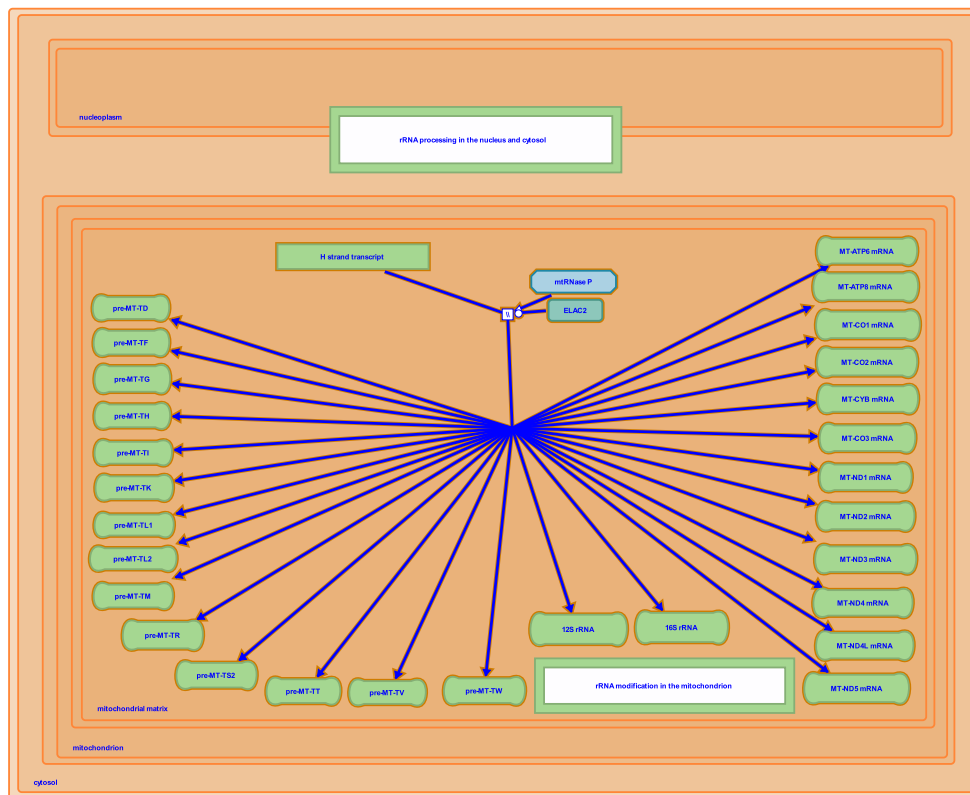 nucleoplasm
rRNA processing in the nucleus and cytosol
H strand transcript
mtRNase P
ELAC2
\\
pre-MT-TD
pre-MT-TF
pre-MT-TG
pre-MT-TH
pre-MT-TI
pre-MT-TK
pre-MT-TL1
pre-MT-TL2
pre-MT-TM
pre-MT-TR
pre-MT-TS2
pre-MT-TT
pre-MT-TV
pre-MT-TW
12S rRNA
16S rRNA
MT-ATP6 mRNA
MT-ATP8 mRNA
MT-CO1 mRNA
MT-CO2 mRNA
MT-CYB mRNA
MT-CO3 mRNA
MT-ND1 mRNA
MT-ND2 mRNA
MT-ND3 mRNA
MT-ND4 mRNA
MT-ND4L mRNA
MT-ND5 mRNA
rRNA modification in the mitochondrion
mitochondrial matrix
mitochondrion
cytosol